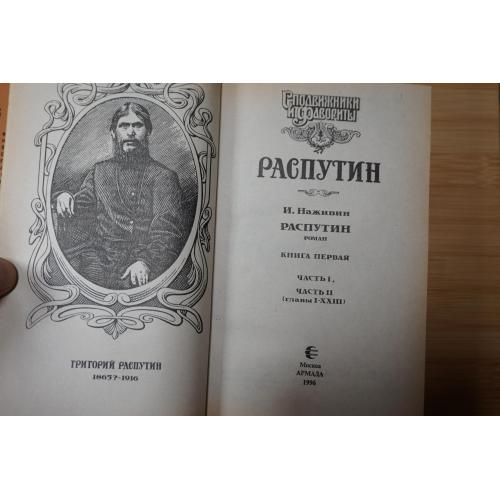 ГРИГОРИЙ РАСПУТИН
1865?-1916
Сподвижники
и фавориты
РАСПУТИН
И. Наживин
РАСПУТИН
РОМАН
КНИГА ПЕРВАЯ
ЧАСТЬ I,
ЧАСТЬ II
(главы I-XXIII)
Москва
АРМАДА
1996